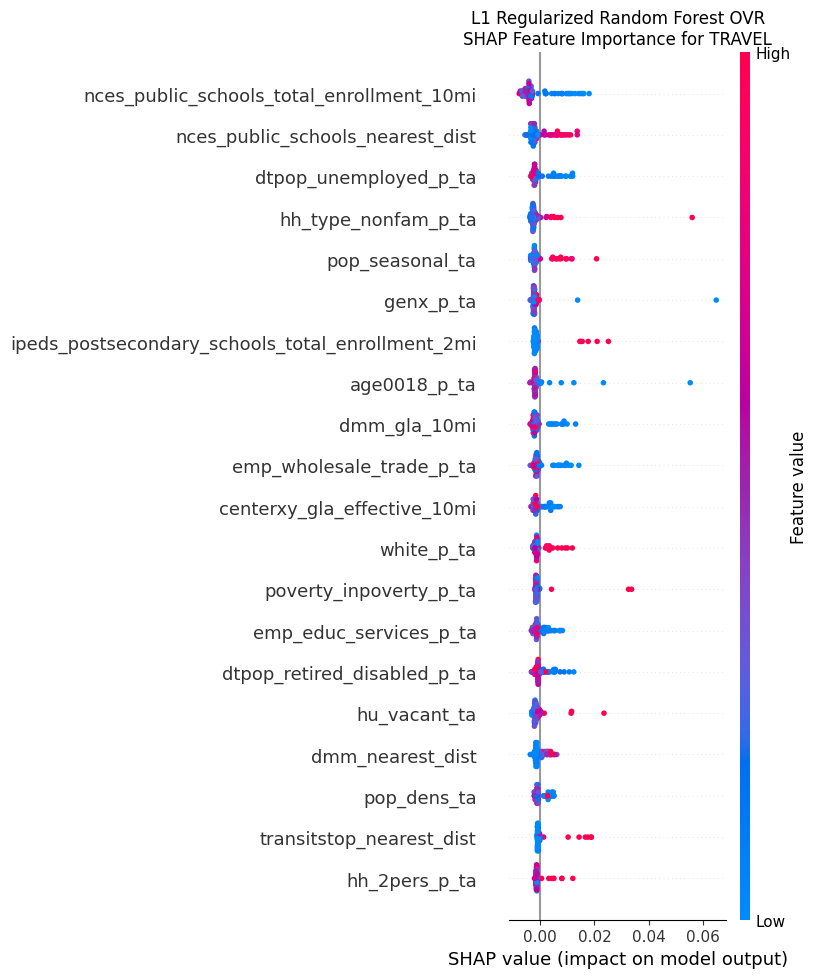 L1 Regularized Random Forest OVR
SHAP Feature Importance for TRAVEL
High
nces_public_schools_total_enrollment_10mi
nces_public_schools_nearest_dist
dtpop_unemployed_p_ta
hh_type_nonfam_p_ta
pop_seasonal_ta
genx_p_ta
ipeds_postsecondary_schools_total_enrollment_2mi
age0018_p_ta
dmm_gla_10mi
emp_wholesale_trade_p_ta
centerxy_gla_effective_10mi
white_p_ta
poverty_inpoverty_p_ta
emp_educ_services_p_ta
dtpop_retired_disabled_p_ta
hu_vacant_ta
dmm_nearest_dist
pop_dens_ta
transitstop_nearest_dist
hh_2pers_p_ta
Feature value
Low
0.00 0.02 0.04 0.06
SHAP value (impact on model output)